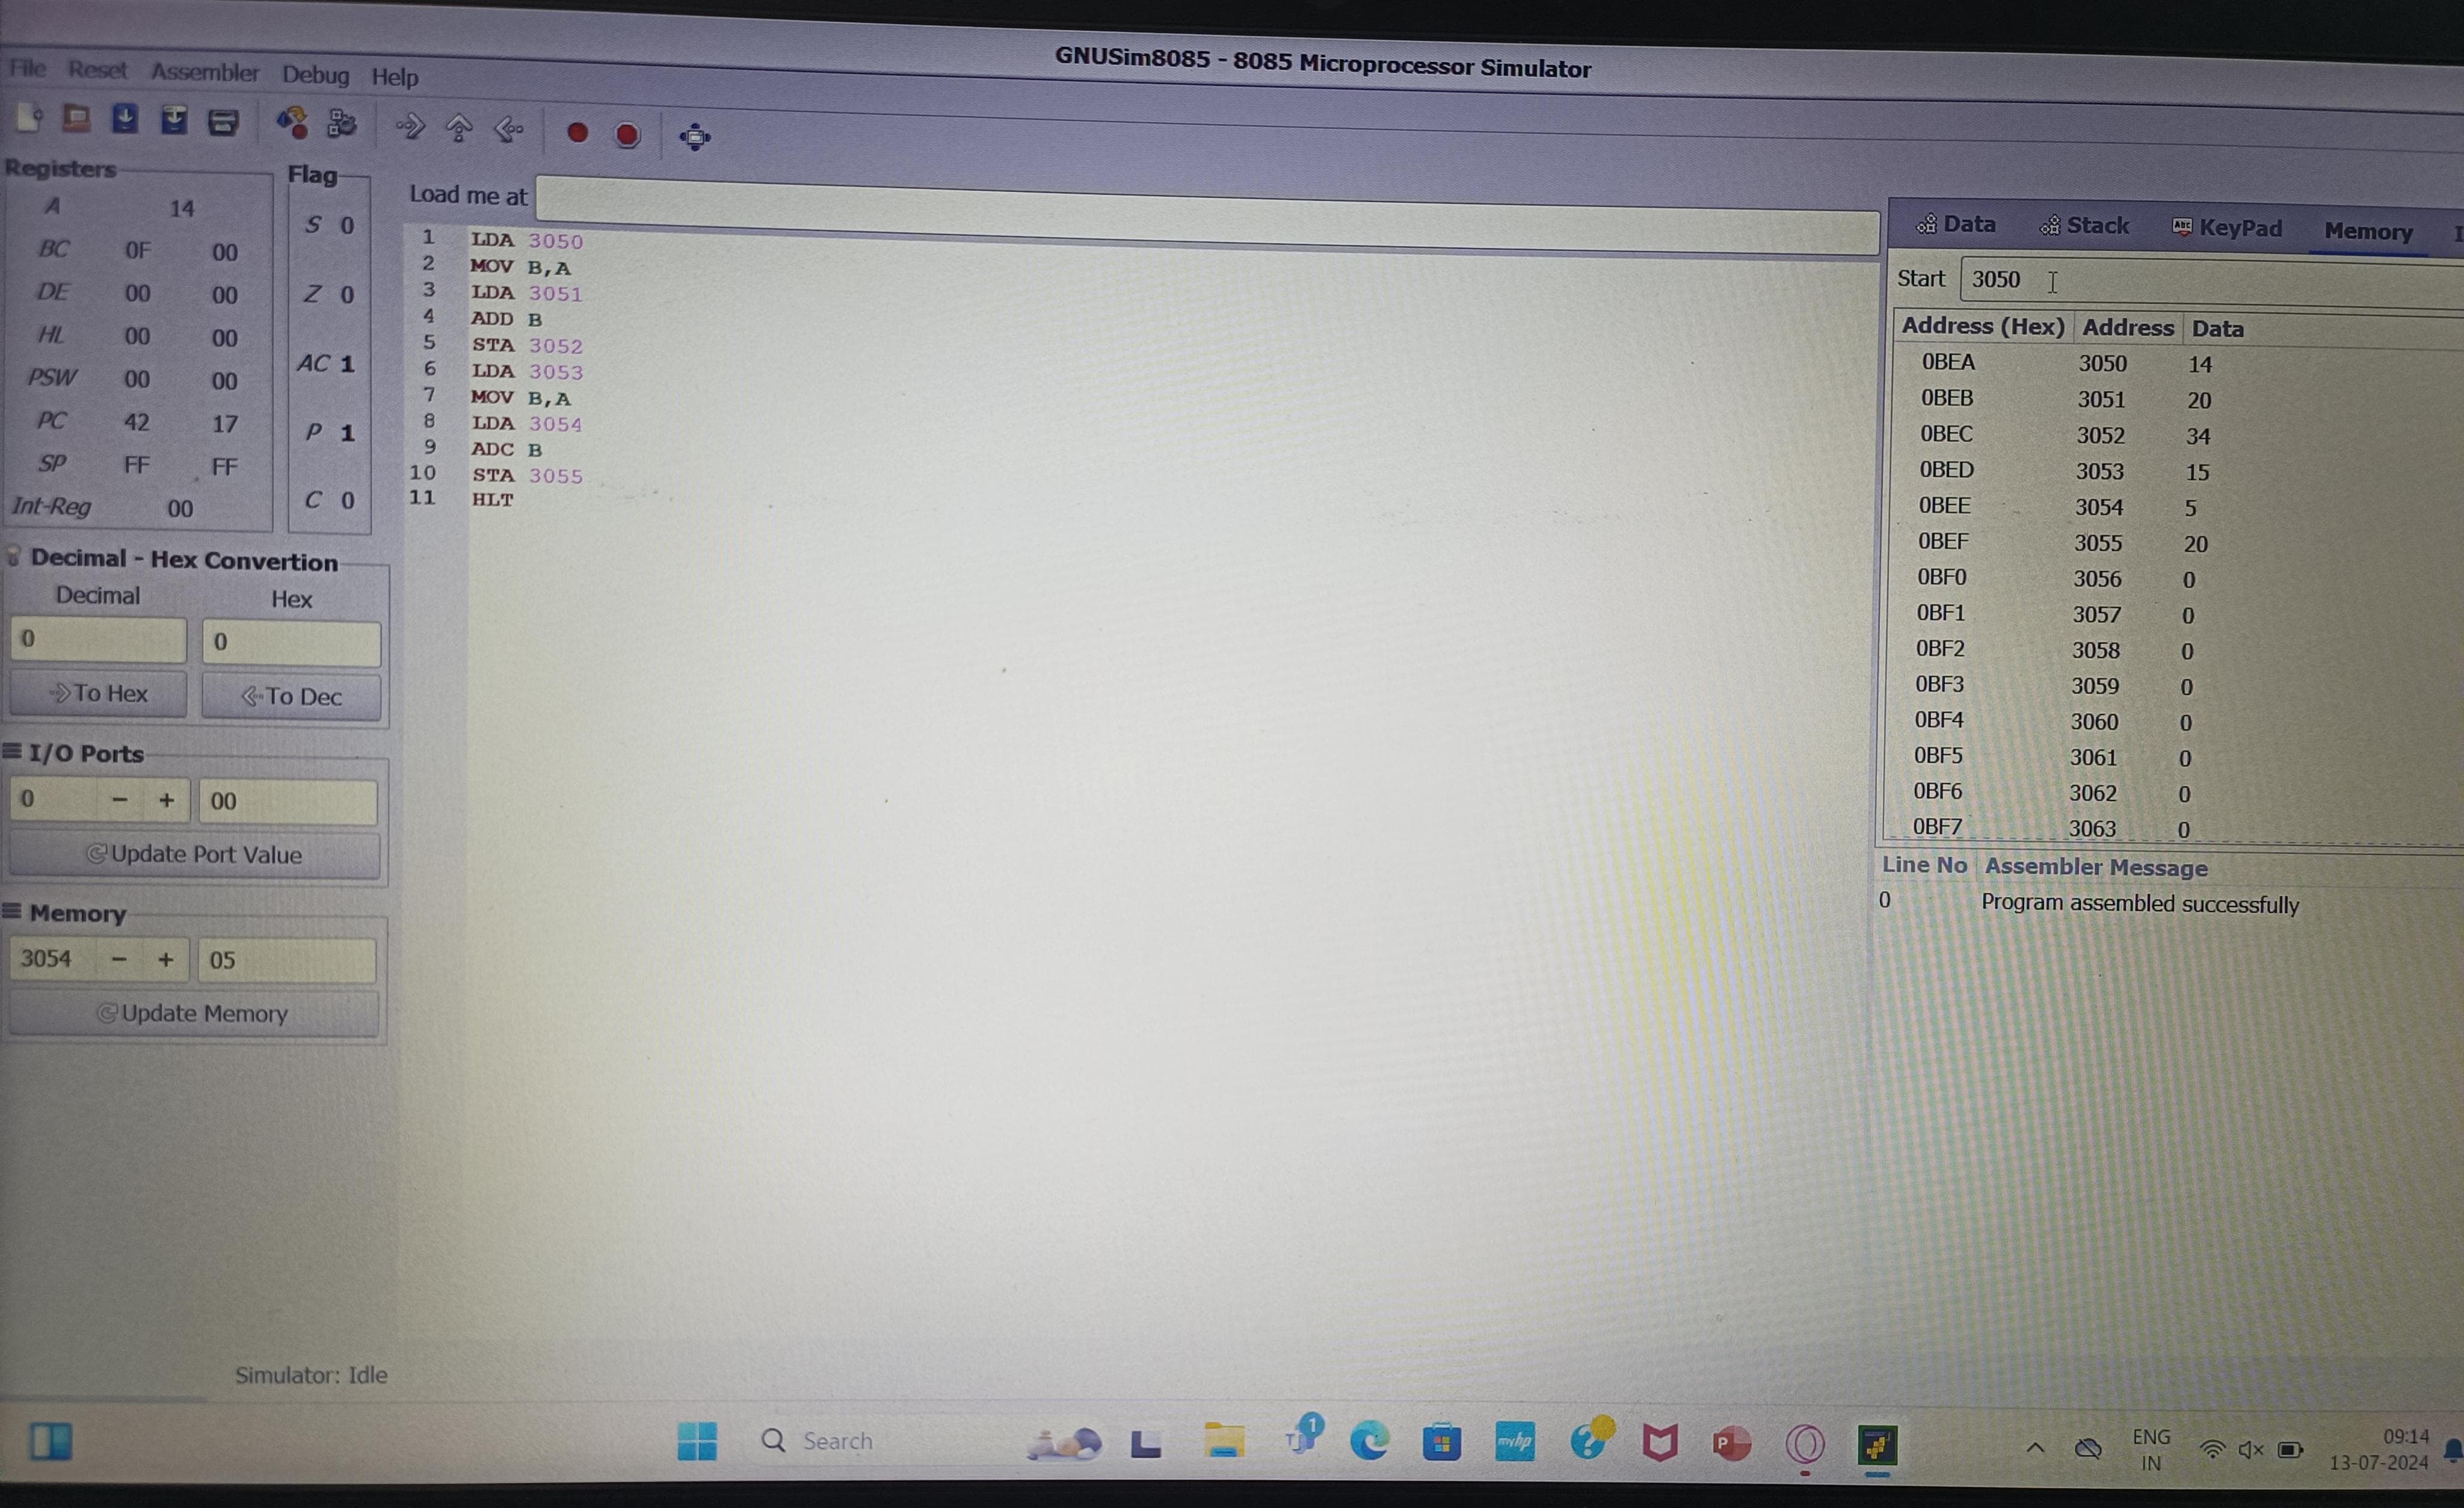 GNUSim8085 - 8085 Microprocessor Simulator
File Reset Assembler Debug Help
Registers
A 14
BC 0F 00
DE 00 00
HL 00 00
PSW 00 00
PC 42 17
SP FF FF
Int-Reg 00
Flag
S 0
Z 0
AC 1
P 1
C 0
Decimal - Hex Convertion
Decimal Hex
0 0
To Hex To Dec
I/O Ports
0 − + 00
Update Port Value
Memory
3054 − + 05
Update Memory
Load me at
1 LDA 3050
2 MOV B,A
3 LDA 3051
4 ADD B
5 STA 3052
6 LDA 3053
7 MOV B,A
8 LDA 3054
9 ADC B
10 STA 3055
11 HLT
Data Stack KeyPad Memory
Start 3050
Address (Hex) Address Data
0BEA 3050 14
0BEB 3051 20
0BEC 3052 34
0BED 3053 15
0BEE 3054 5
0BEF 3055 20
0BF0 3056 0
0BF1 3057 0
0BF2 3058 0
0BF3 3059 0
0BF4 3060 0
0BF5 3061 0
0BF6 3062 0
0BF7 3063 0
Line No Assembler Message
0 Program assembled successfully
Simulator: Idle
Search
1
myhp
P
ENG
IN
09:14
13-07-2024